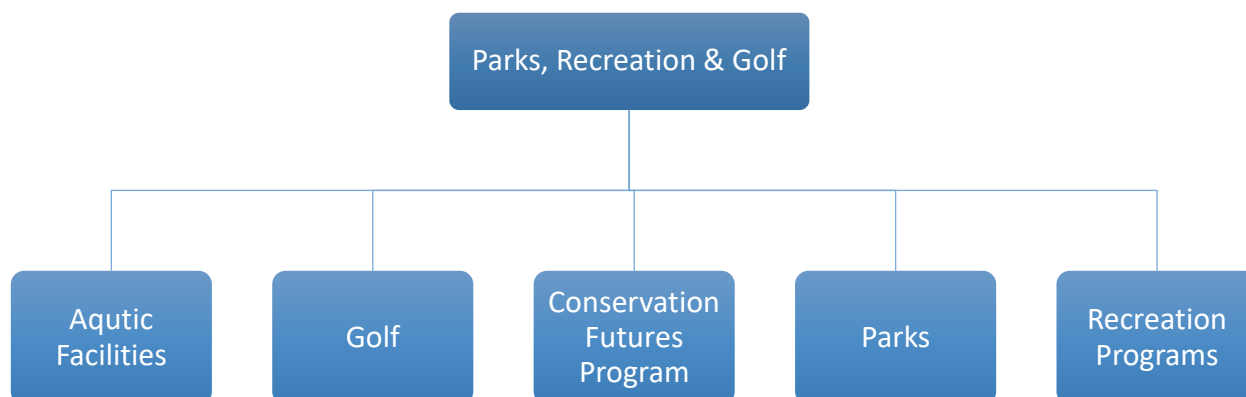 Parks, Recreation & Golf
Aqutic
Facilities
Golf
Conservation
Futures
Program
Parks
Recreation
Programs